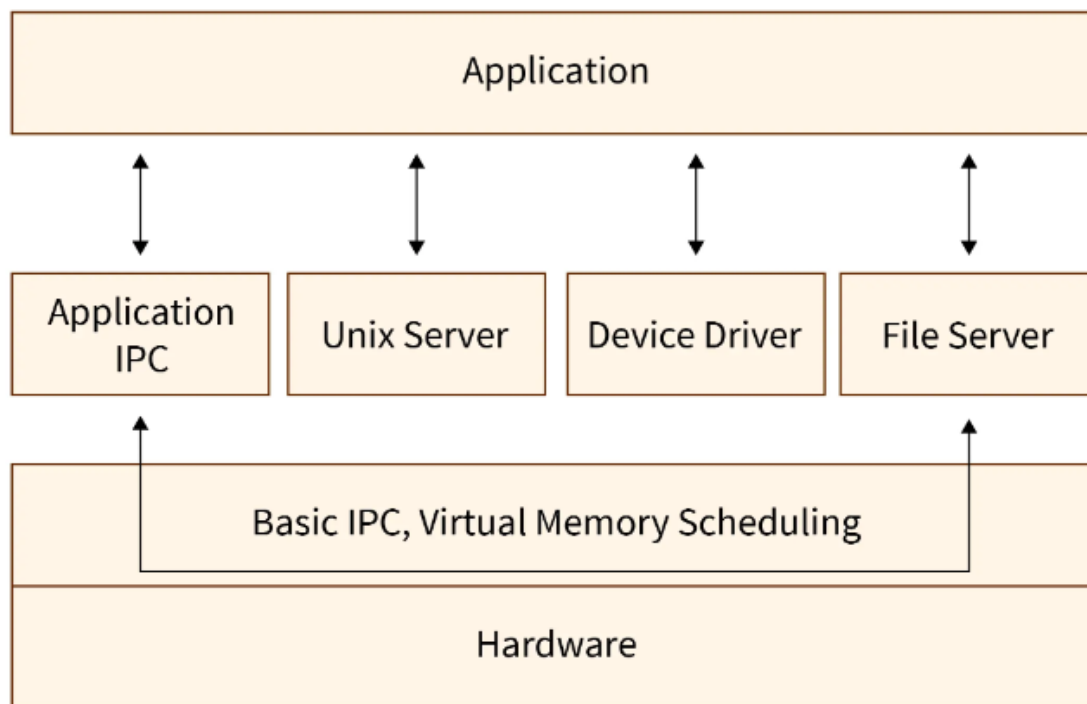 Application
Application
IPC
Unix Server
Device Driver
File Server
Basic IPC, Virtual Memory Scheduling
Hardware